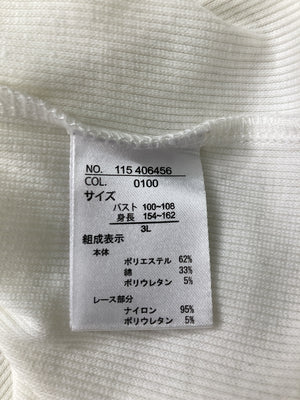 NO. 115 406456
COL. 0100
サイズ
バスト 100~108
身長 154~162
3L
組成表示
本体
ポリエステル 62%
綿 33%
ポリウレタン 5%
レース部分
ナイロン 95%
ポリウレタン 5%